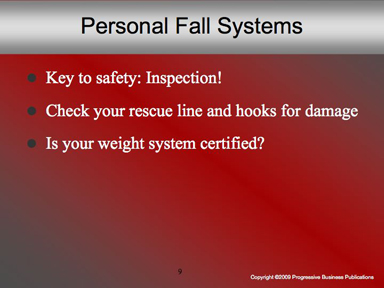 Personal Fall Systems
Key to safety: Inspection!
Check your rescue line and hooks for damage
Is your weight system certified?
9
Copyright ©2009 Progressive Business Publications